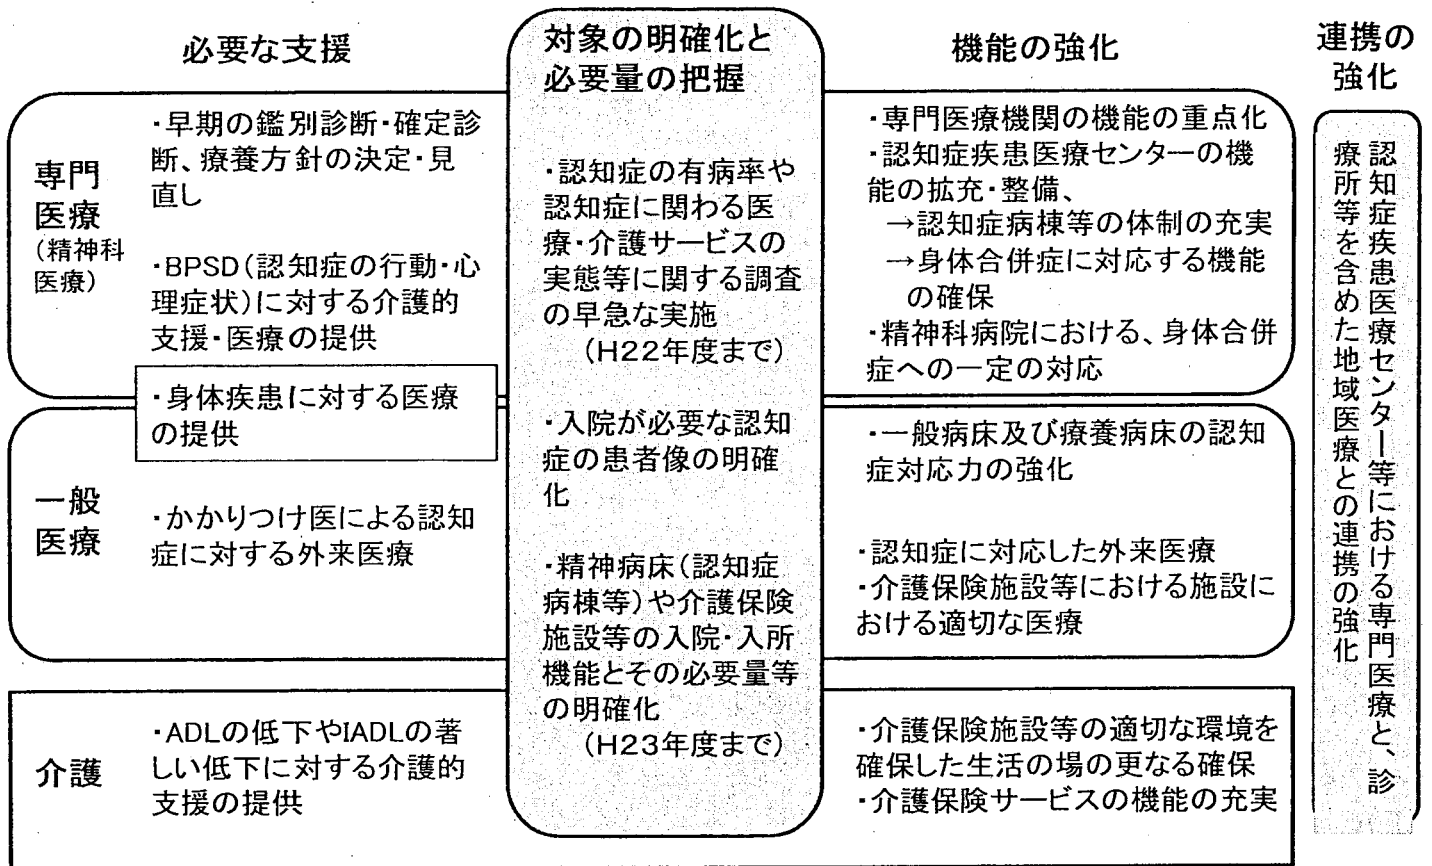 必要な支援
対象の明確化と
必要量の把握
機能の強化
連携の
強化
専門
医療
(精神科
医療)
・早期の鑑別診断・確定診
断、療養方針の決定・見
直し
・BPSD(認知症の行動・心
理症状)に対する介護的
支援・医療の提供
・身体疾患に対する医療
の提供
一般
医療
・かかりつけ医による認知
症に対する外来医療
介護
・ADLの低下やIADLの著
しい低下に対する介護的
支援の提供
・認知症の有病率や
認知症に関わる医
療・介護サービスの
実態等に関する調査
の早急な実施
(H22年度まで)
・入院が必要な認知
症の患者像の明確
化
・精神病床(認知症
病棟等)や介護保険
施設等の入院・入所
機能とその必要量等
の明確化
(H23年度まで)
・専門医療機関の機能の重点化
・認知症疾患医療センターの機
能の拡充・整備、
→認知症病棟等の体制の充実
→身体合併症に対応する機能
の確保
・精神科病院における、身体合併
症への一定の対応
・一般病床及び療養病床の認知
症対応力の強化
・認知症に対応した外来医療
・介護保険施設等における施設に
おける適切な医療
・介護保険施設等の適切な環境を
確保した生活の場の更なる確保
・介護保険サービスの機能の充実
認知症疾患医療センター等における専門医療と、診
療所等を含めた地域医療との連携の強化